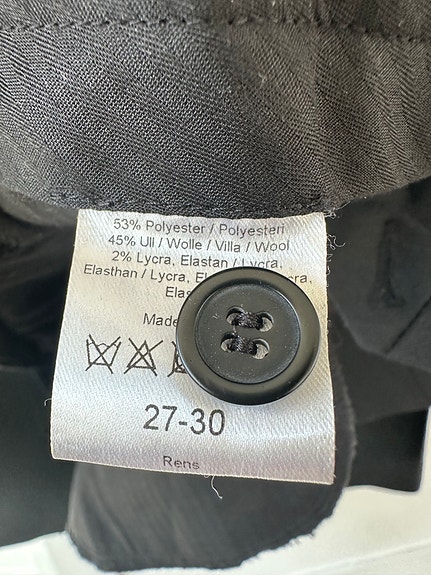 53% Polyester / Polyesteri
45% Ull / Wolle / Villa / Wool
2% Lycra, Elastan / Lycra,
Elasthan / Lycra,
Made
27-30
Rens